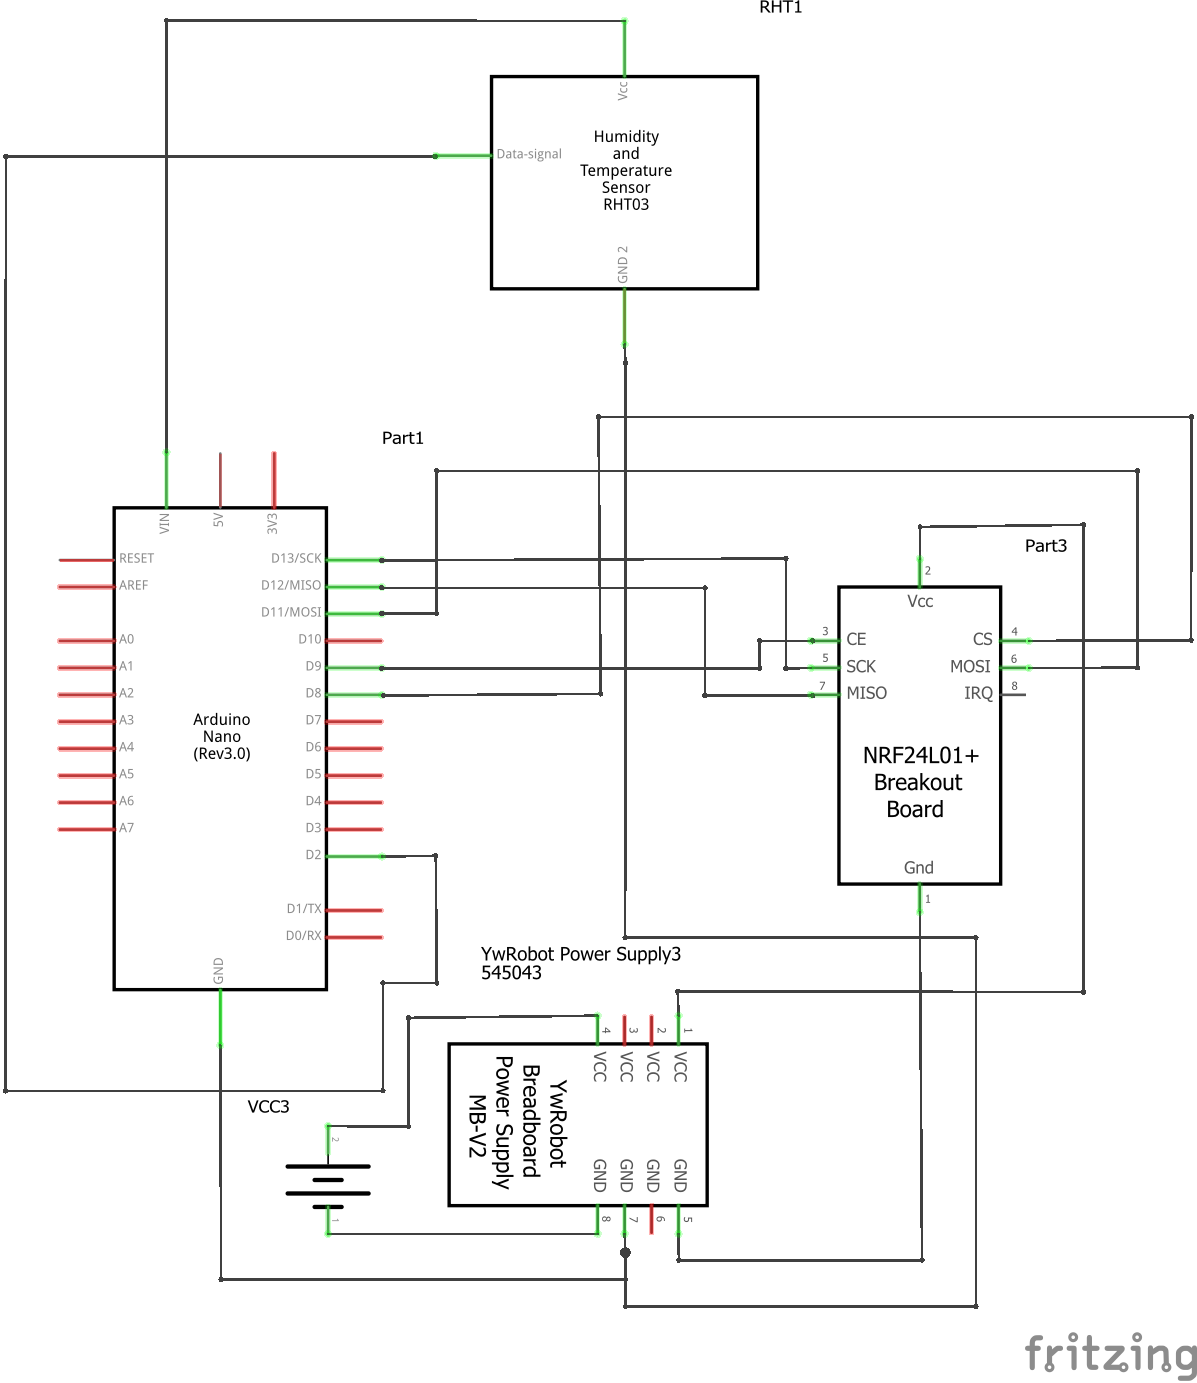 RHT1
Vcc
Data-signal
Humidity
and
Temperature
Sensor
RHT03
GND 2
Part1
VIN
5V
3V3
RESET
AREF
A0
A1
A2
A3
A4
A5
A6
A7
Arduino
Nano
(Rev3.0)
D13/SCK
D12/MISO
D11/MOSI
D10
D9
D8
D7
D6
D5
D4
D3
D2
D1/TX
D0/RX
GND
Part3
2
Vcc
3
CE
5
SCK
7
MISO
CS
4
MOSI
6
IRQ
8
NRF24L01+
Breakout
Board
Gnd
1
YwRobot Power Supply3
545043
4
3
2
1
VCC
VCC
VCC
VCC
YwRobot
Breadboard
Power Supply
MB-V2
GND
GND
GND
GND
8
7
6
5
VCC3
2
1
fritzing